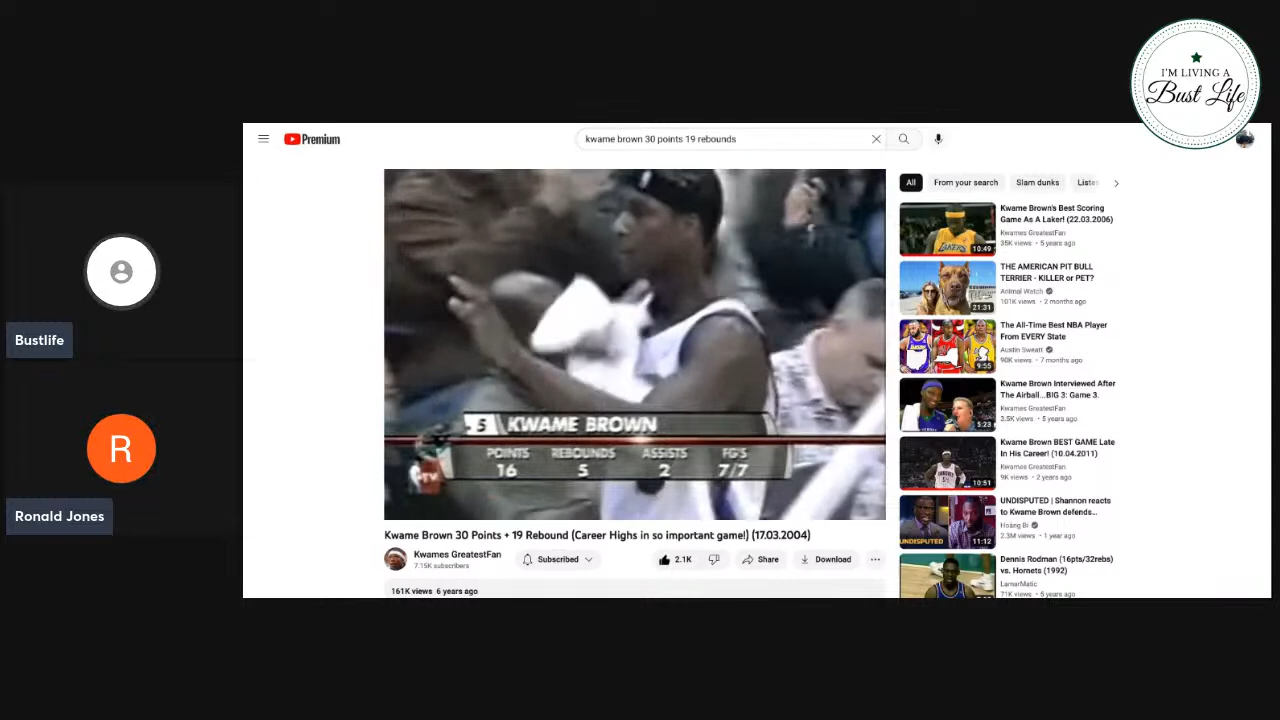 I'M LIVING A
Bust Life
Premium
kwame brown 30 points 19 rebounds
All
From your search
Slam dunks
Listen
Kwame Brown's Best Scoring
Game As A Laker! (22.03.2006)
Kwames GreatestFan
35K views • 5 years ago
10:49
THE AMERICAN PIT BULL
TERRIER - KILLER or PET?
Animal Watch
101K views • 2 months ago
21:31
The All-Time Best NBA Player
From EVERY State
Austin Sweatt
90K views • 7 months ago
9:55
Kwame Brown Interviewed After
The Airball...BIG 3: Game 3.
Kwames GreatestFan
3.5K views • 5 years ago
5:23
Kwame Brown BEST GAME Late
In His Career! (10.04.2011)
Kwames GreatestFan
9K views • 2 years ago
10:51
UNDISPUTED | Shannon reacts
to Kwame Brown defends...
Hoàng Bi
2.3M views • 1 year ago
UNDISPUTED
11:12
Dennis Rodman (16pts/32rebs)
vs. Hornets (1992)
LamarMatic
71K views • 5 years ago
Bustlife
R
Ronald Jones
5 KWAME BROWN
POINTS REBOUNDS ASSISTS FG'S
16 5 2 7/7
Kwame Brown 30 Points + 19 Rebound (Career Highs in so important game!) (17.03.2004)
Kwames GreatestFan
7.15K subscribers
Subscribed
2.1K
Share
Download
161K views 6 years ago